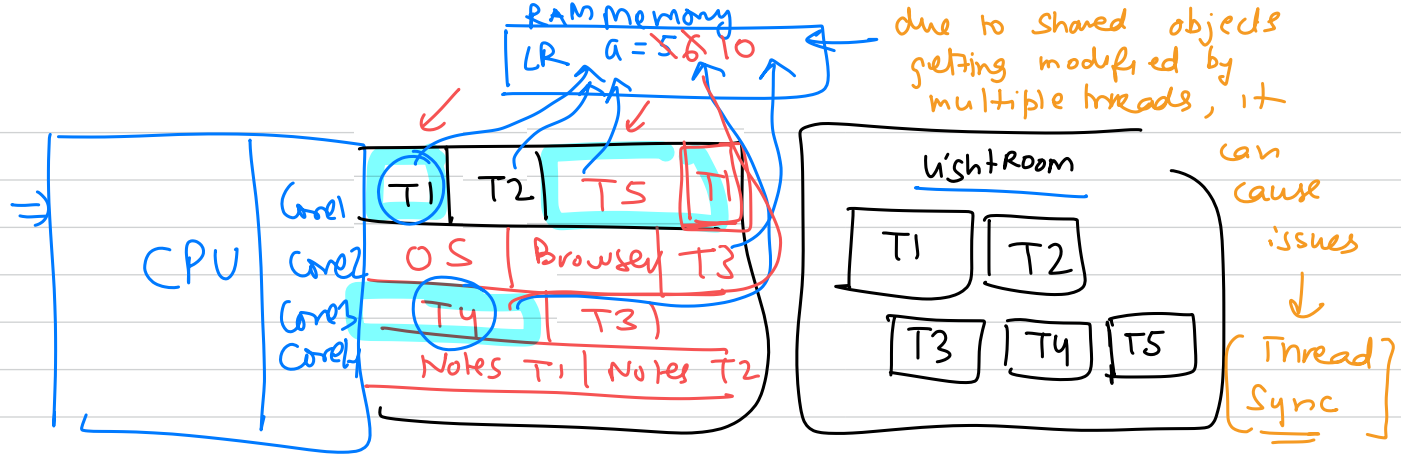 RAM memory
LR a = 5 6 10
due to shared objects
getting modified by
multiple threads, it
can
cause
issues
Thread
Sync
CPU
Core1 T1 T2 T5 T1
Core2 OS Browser T3
Core3 T4 T3
Core4 Notes T1 Notes T2
LightRoom
T1 T2
T3 T4 T5